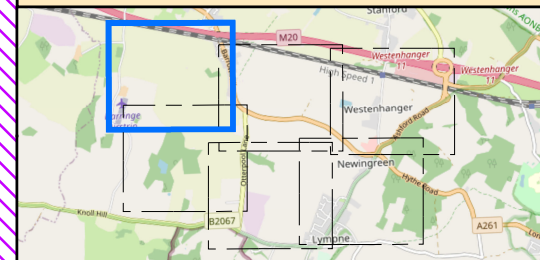 Stanford
M20
Westenhanger
11
High Speed 1
Westenhanger
11
Westenhanger
Ashford Road
Otterpool Lane
Newingreen
Hythe Road
Knoll Hill
B2067
A261
Lympne